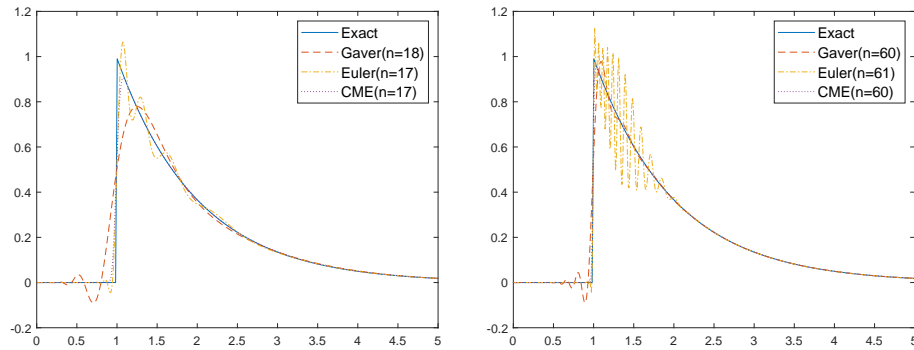 1.2
1
0.8
0.6
0.4
0.2
0
-0.2
0 0.5 1 1.5 2 2.5 3 3.5 4 4.5 5
Exact
Gaver(n=18)
Euler(n=17)
CME(n=17)
1.2
1
0.8
0.6
0.4
0.2
0
-0.2
0 0.5 1 1.5 2 2.5 3 3.5 4 4.5 5
Exact
Gaver(n=60)
Euler(n=61)
CME(n=60)